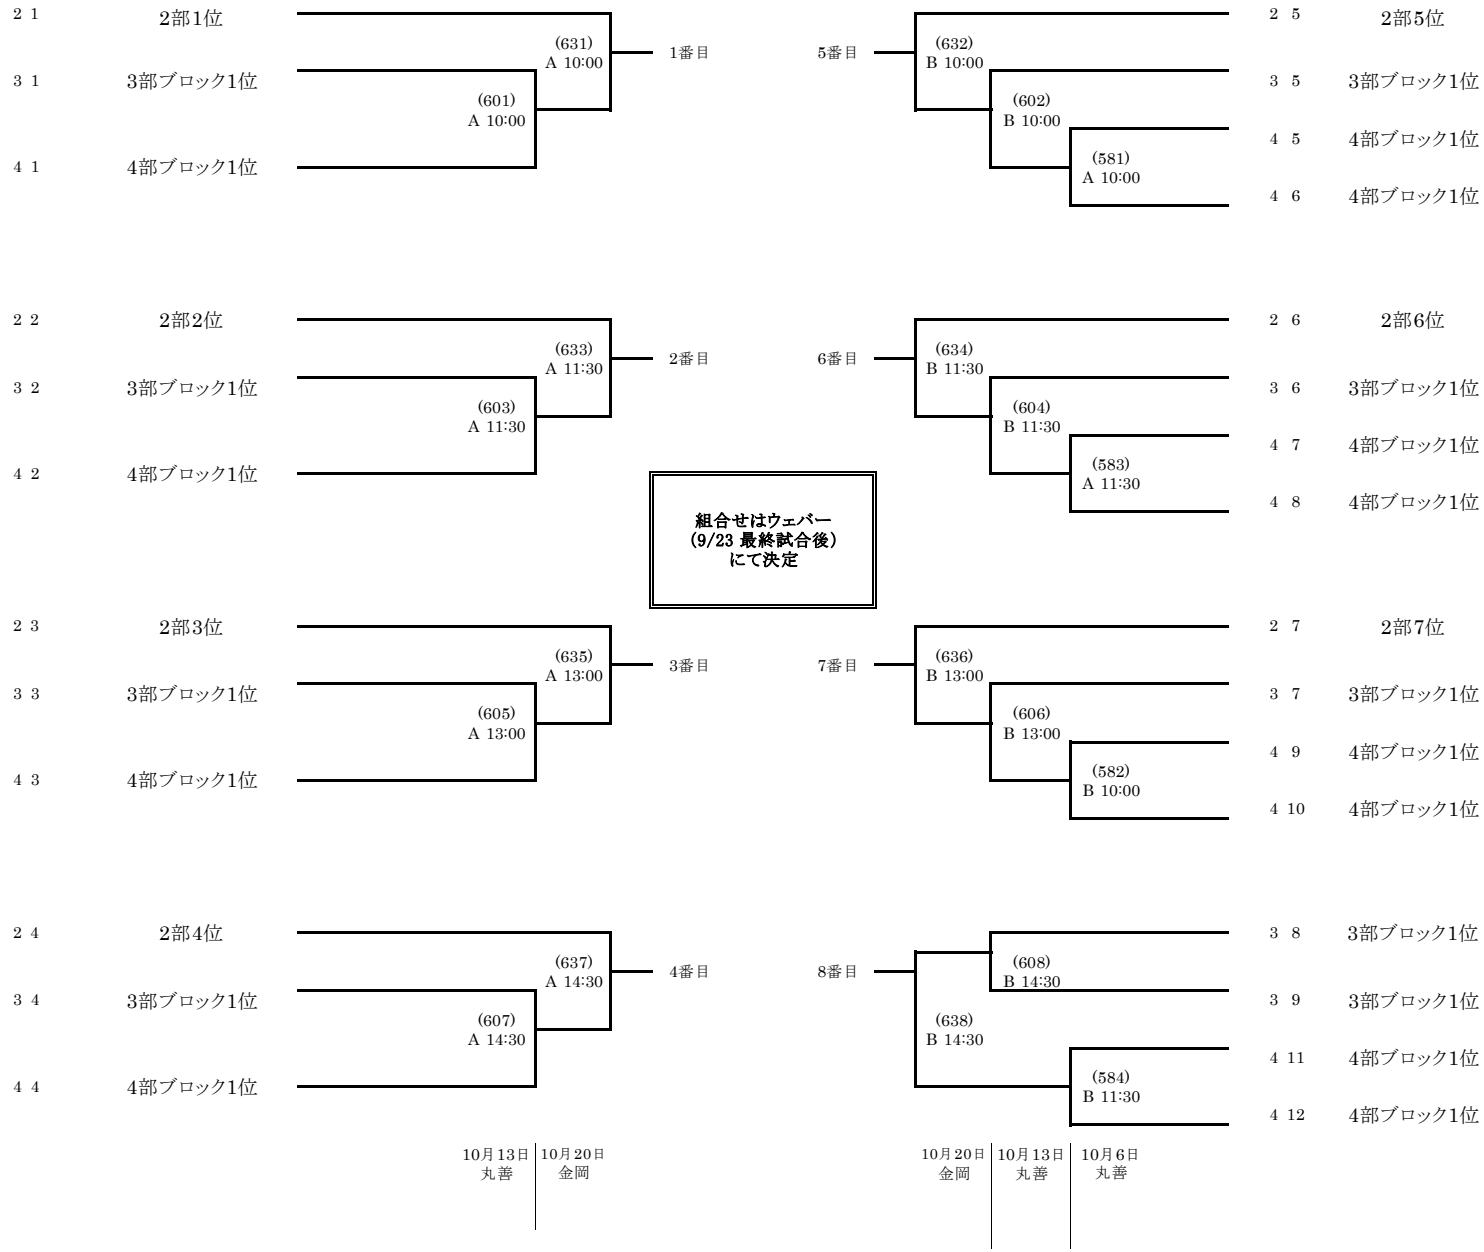 2 1 2部1位
(631)
A 10:00
1番目
3 1 3部ブロック1位
(601)
A 10:00
4 1 4部ブロック1位
5番目
(632)
B 10:00
2 5 2部5位
(602)
B 10:00
3 5 3部ブロック1位
4 5 4部ブロック1位
(581)
A 10:00
4 6 4部ブロック1位
2 2 2部2位
(633)
A 11:30
2番目
3 2 3部ブロック1位
(603)
A 11:30
4 2 4部ブロック1位
6番目
(634)
B 11:30
2 6 2部6位
(604)
B 11:30
3 6 3部ブロック1位
4 7 4部ブロック1位
(583)
A 11:30
4 8 4部ブロック1位
組合せはウェバー
(9/23 最終試合後)
にて決定
2 3 2部3位
(635)
A 13:00
3番目
3 3 3部ブロック1位
(605)
A 13:00
4 3 4部ブロック1位
7番目
(636)
B 13:00
2 7 2部7位
(606)
B 13:00
3 7 3部ブロック1位
4 9 4部ブロック1位
(582)
B 10:00
4 10 4部ブロック1位
2 4 2部4位
(637)
A 14:30
4番目
3 4 3部ブロック1位
(607)
A 14:30
4 4 4部ブロック1位
8番目
3 8 3部ブロック1位
(608)
B 14:30
3 9 3部ブロック1位
(638)
B 14:30
4 11 4部ブロック1位
(584)
B 11:30
4 12 4部ブロック1位
10月13日 10月20日
丸善 金岡
10月20日 10月13日 10月6日
金岡 丸善 丸善